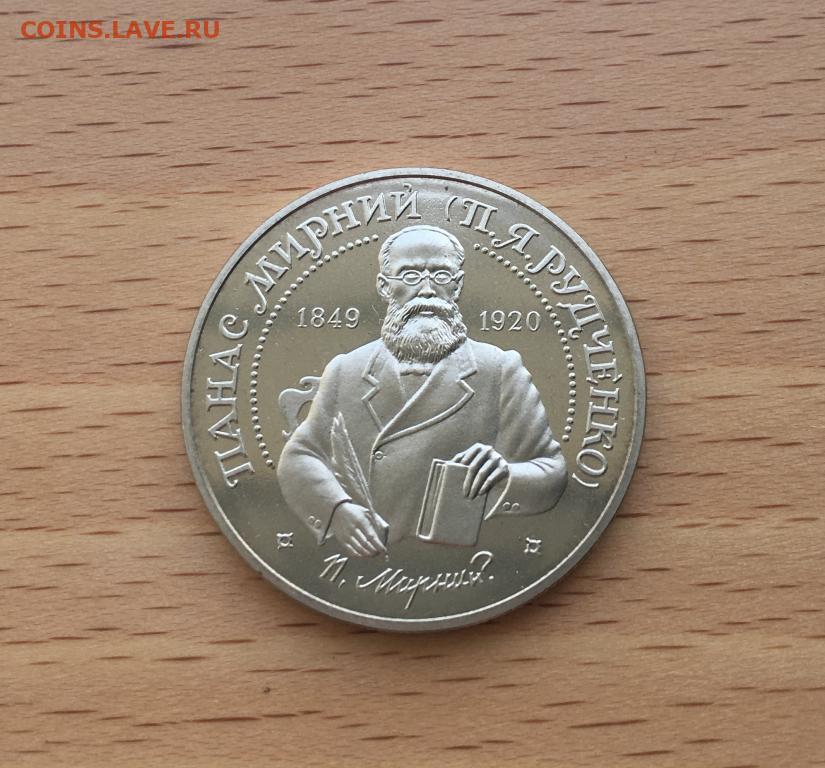 COINS.LAVE.RU
ПАНАС МИРНИЙ (П.Я.РУДЧЕНКО)
1849 1920
П. Мирний